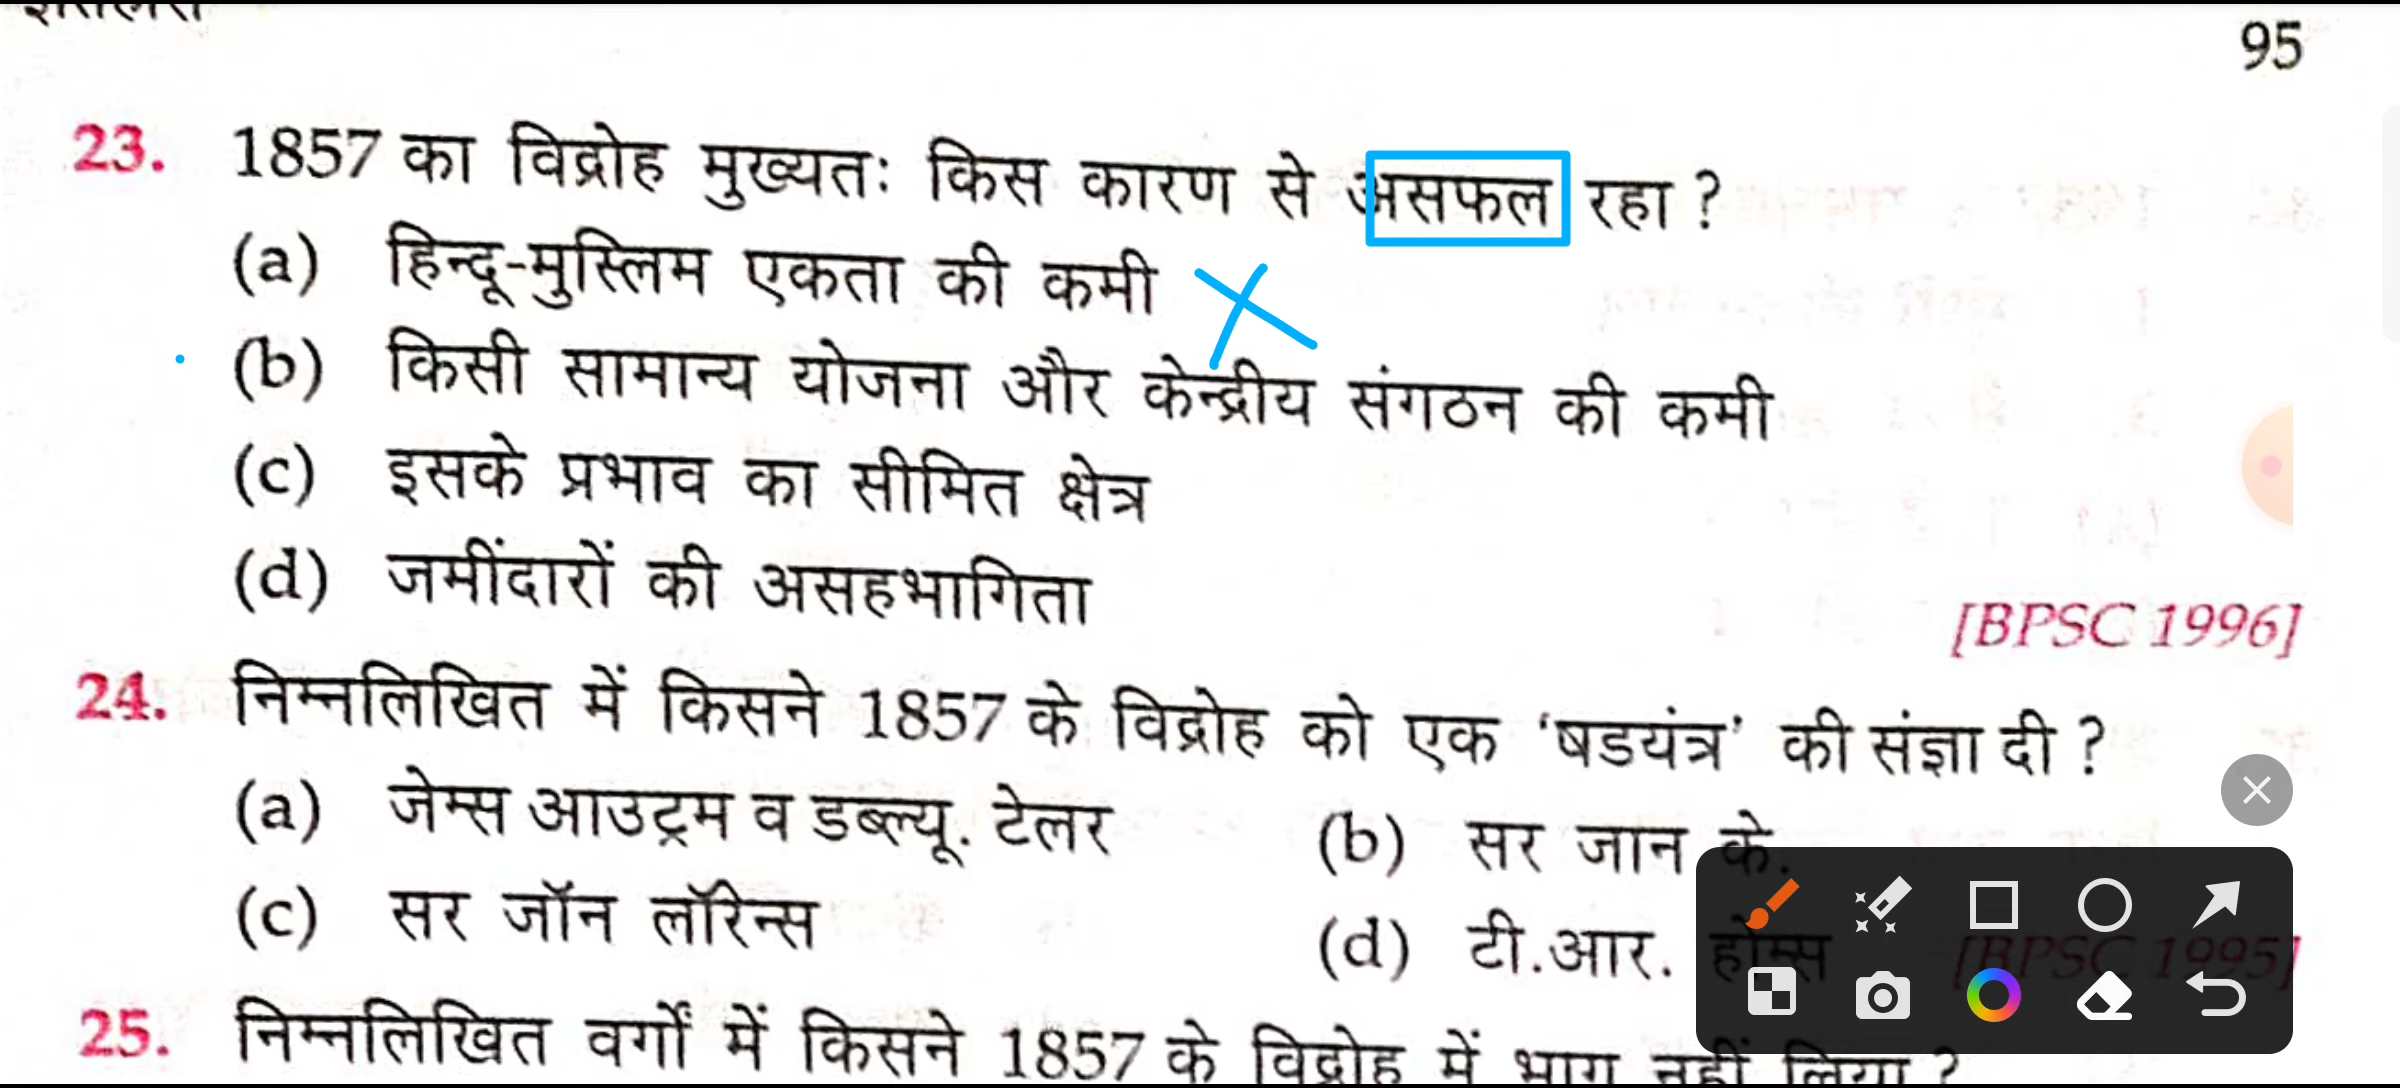 95
23. 1857 का विद्रोह मुख्यतः किस कारण से असफल रहा ?
(a) हिन्दू-मुस्लिम एकता की कमी
(b) किसी सामान्य योजना और केन्द्रीय संगठन की कमी
(c) इसके प्रभाव का सीमित क्षेत्र
(d) जमींदारों की असहभागिता
[BPSC 1996]
24. निम्नलिखित में किसने 1857 के विद्रोह को एक ‘षडयंत्र’ की संज्ञा दी ?
(a) जेम्स आउट्रम व डब्ल्यू. टेलर (b) सर जान के.
(c) सर जॉन लॉरेन्स (d) टी.आर. होम्स [BPSC 1995]
25. निम्नलिखित वर्गों में किसने 1857 के विद्रोह में भाग नहीं लिया ?